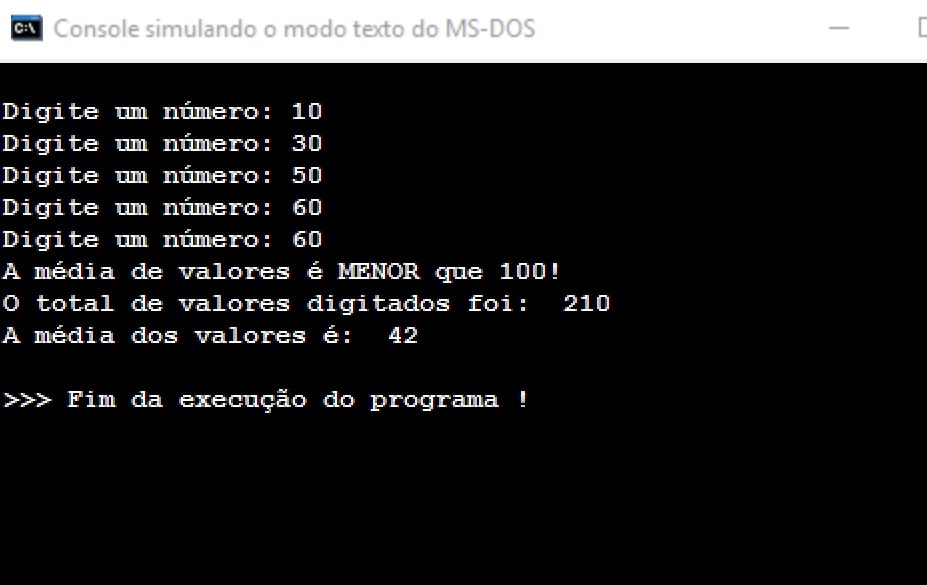 C:\ Console simulando o modo texto do MS-DOS
Digite um número: 10
Digite um número: 30
Digite um número: 50
Digite um número: 60
Digite um número: 60
A média de valores é MENOR que 100!
O total de valores digitados foi:  210
A média dos valores é:  42
>>> Fim da execução do programa !